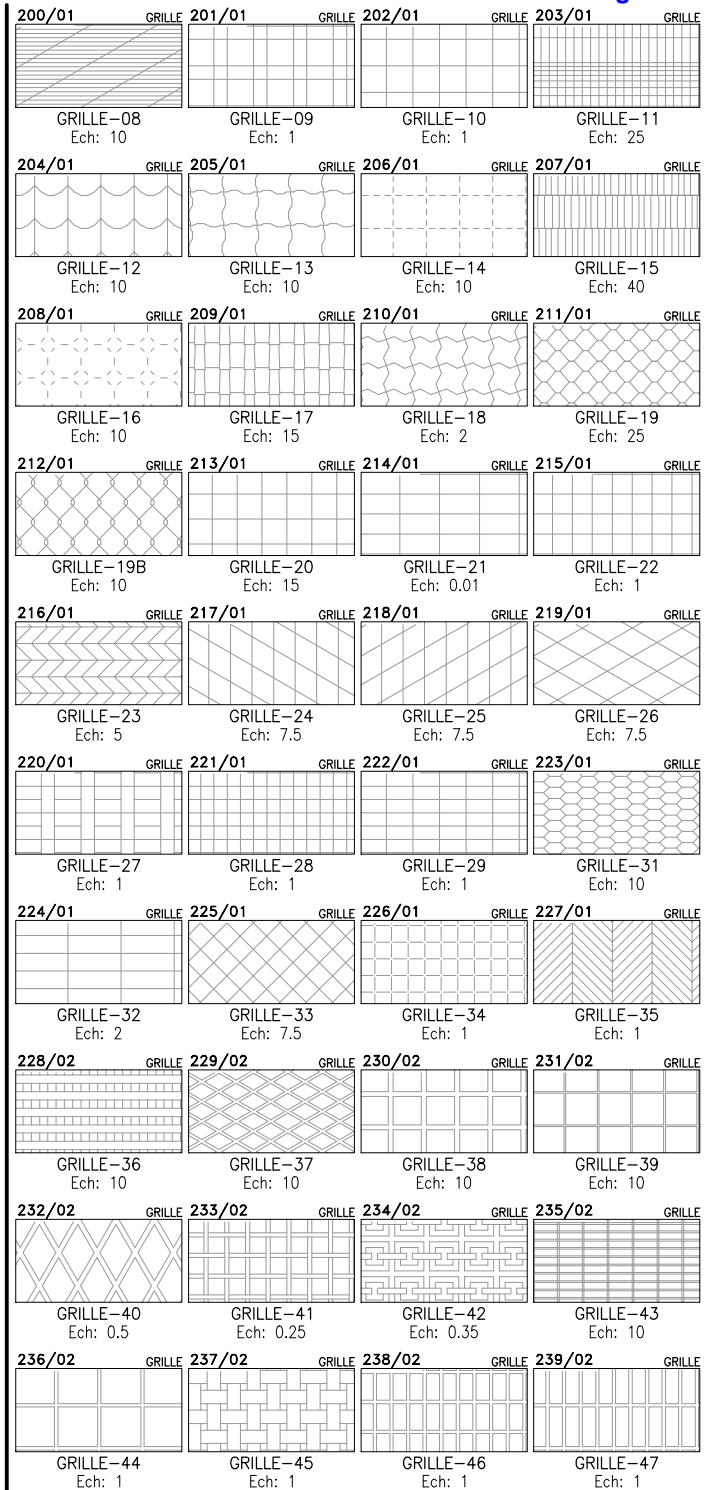 g
200/01 GRILLE 201/01 GRILLE 202/01 GRILLE 203/01 GRILLE
GRILLE-08 GRILLE-09 GRILLE-10 GRILLE-11
Ech: 10 Ech: 1 Ech: 1 Ech: 25
204/01 GRILLE 205/01 GRILLE 206/01 GRILLE 207/01 GRILLE
GRILLE-12 GRILLE-13 GRILLE-14 GRILLE-15
Ech: 10 Ech: 10 Ech: 10 Ech: 40
208/01 GRILLE 209/01 GRILLE 210/01 GRILLE 211/01 GRILLE
GRILLE-16 GRILLE-17 GRILLE-18 GRILLE-19
Ech: 10 Ech: 15 Ech: 2 Ech: 25
212/01 GRILLE 213/01 GRILLE 214/01 GRILLE 215/01 GRILLE
GRILLE-19B GRILLE-20 GRILLE-21 GRILLE-22
Ech: 10 Ech: 15 Ech: 0.01 Ech: 1
216/01 GRILLE 217/01 GRILLE 218/01 GRILLE 219/01 GRILLE
GRILLE-23 GRILLE-24 GRILLE-25 GRILLE-26
Ech: 5 Ech: 7.5 Ech: 7.5 Ech: 7.5
220/01 GRILLE 221/01 GRILLE 222/01 GRILLE 223/01 GRILLE
GRILLE-27 GRILLE-28 GRILLE-29 GRILLE-31
Ech: 1 Ech: 1 Ech: 1 Ech: 10
224/01 GRILLE 225/01 GRILLE 226/01 GRILLE 227/01 GRILLE
GRILLE-32 GRILLE-33 GRILLE-34 GRILLE-35
Ech: 2 Ech: 7.5 Ech: 1 Ech: 1
228/02 GRILLE 229/02 GRILLE 230/02 GRILLE 231/02 GRILLE
GRILLE-36 GRILLE-37 GRILLE-38 GRILLE-39
Ech: 10 Ech: 10 Ech: 10 Ech: 10
232/02 GRILLE 233/02 GRILLE 234/02 GRILLE 235/02 GRILLE
GRILLE-40 GRILLE-41 GRILLE-42 GRILLE-43
Ech: 0.5 Ech: 0.25 Ech: 0.35 Ech: 10
236/02 GRILLE 237/02 GRILLE 238/02 GRILLE 239/02 GRILLE
GRILLE-44 GRILLE-45 GRILLE-46 GRILLE-47
Ech: 1 Ech: 1 Ech: 1 Ech: 1